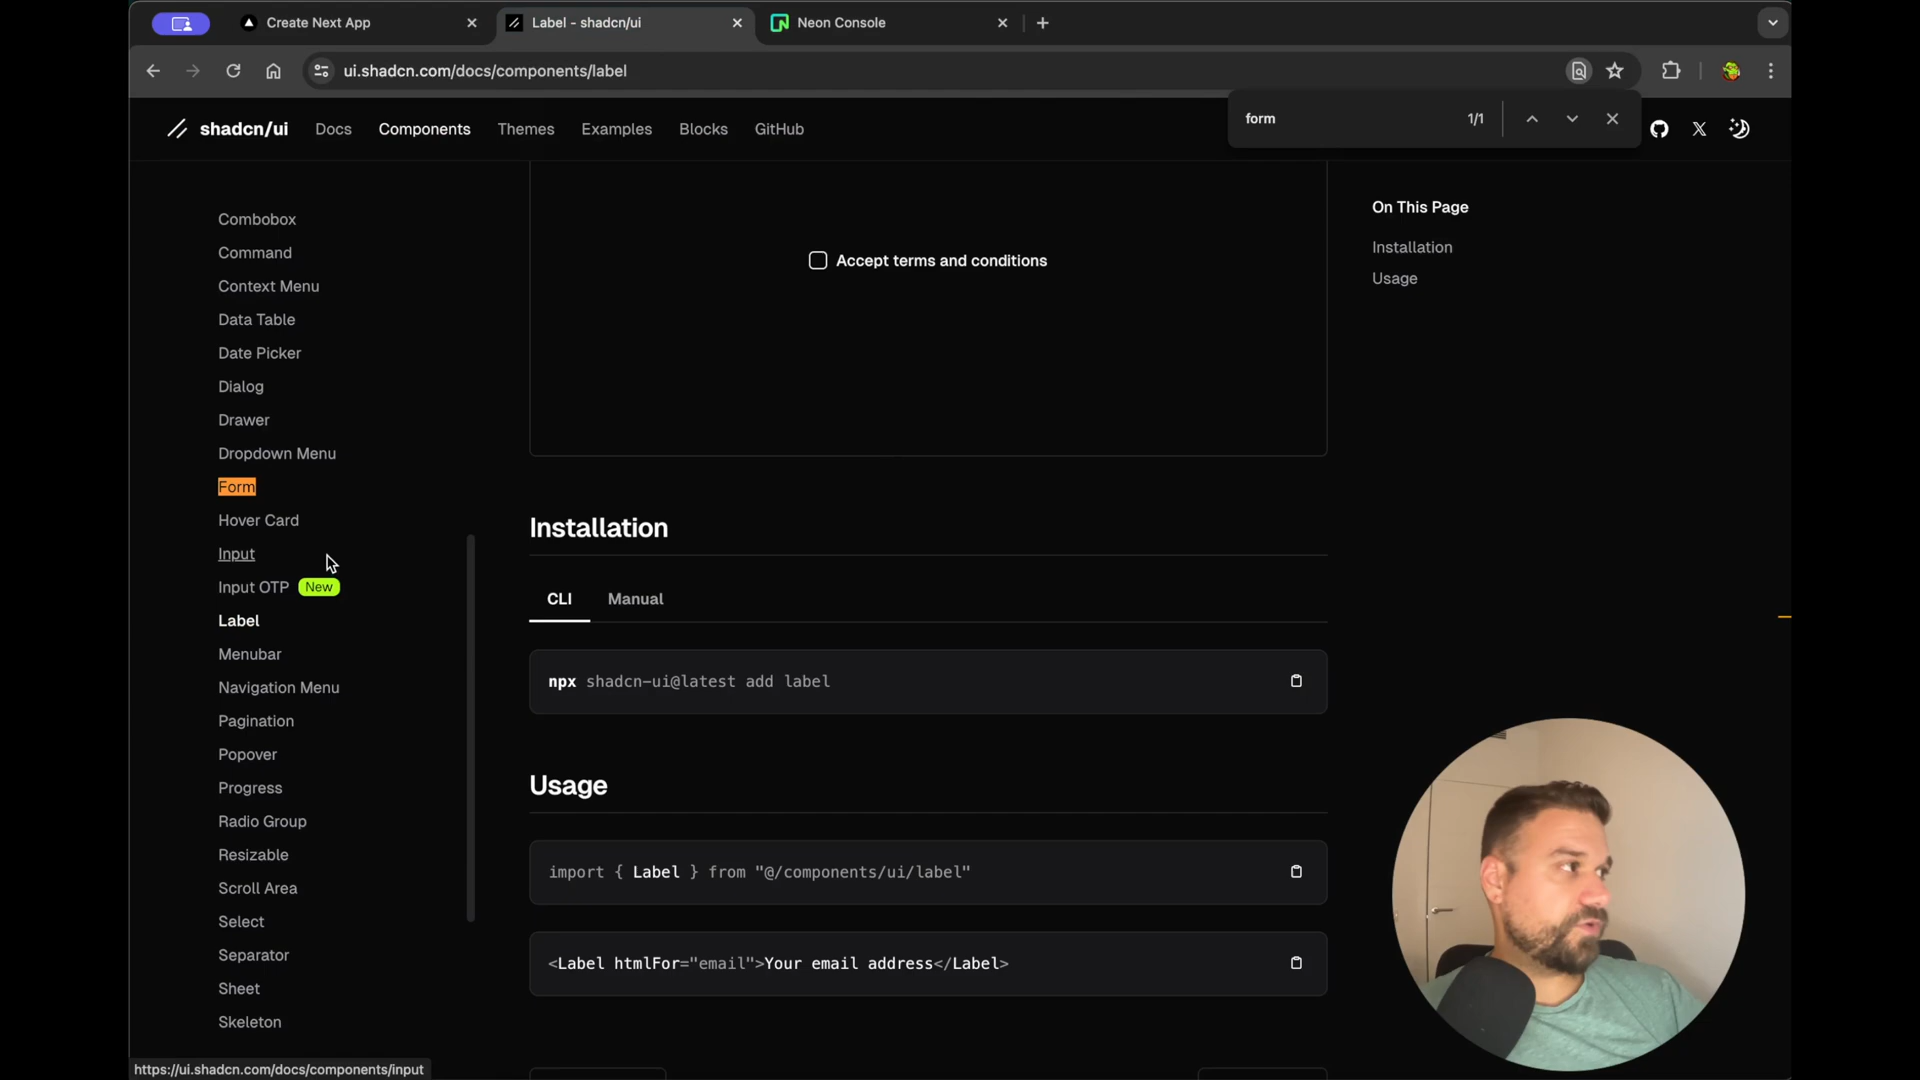 Create Next App
Label - shadcn/ui
Neon Console
ui.shadcn.com/docs/components/label
form
1/1
shadcn/ui
Docs
Components
Themes
Examples
Blocks
GitHub
Combobox
Command
Context Menu
Data Table
Date Picker
Dialog
Drawer
Dropdown Menu
Form
Hover Card
Input
Input OTP New
Label
Menubar
Navigation Menu
Pagination
Popover
Progress
Radio Group
Resizable
Scroll Area
Select
Separator
Sheet
Skeleton
Accept terms and conditions
Installation
CLI
Manual
npx shadcn-ui@latest add label
Usage
import { Label } from "@/components/ui/label"
<Label htmlFor="email">Your email address</Label>
On This Page
Installation
Usage
https://ui.shadcn.com/docs/components/input